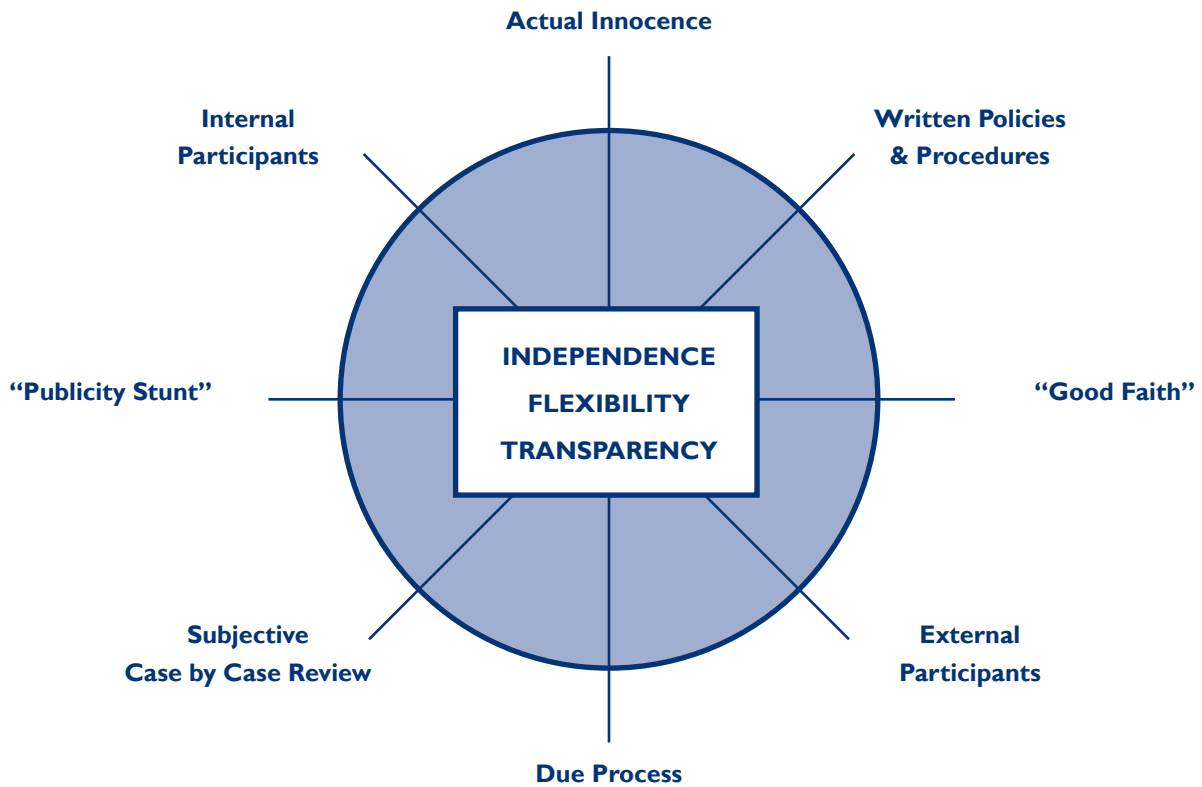 Actual Innocence
Internal
Participants
Written Policies
& Procedures
“Publicity Stunt”
INDEPENDENCE
FLEXIBILITY
TRANSPARENCY
“Good Faith”
Subjective
Case by Case Review
External
Participants
Due Process